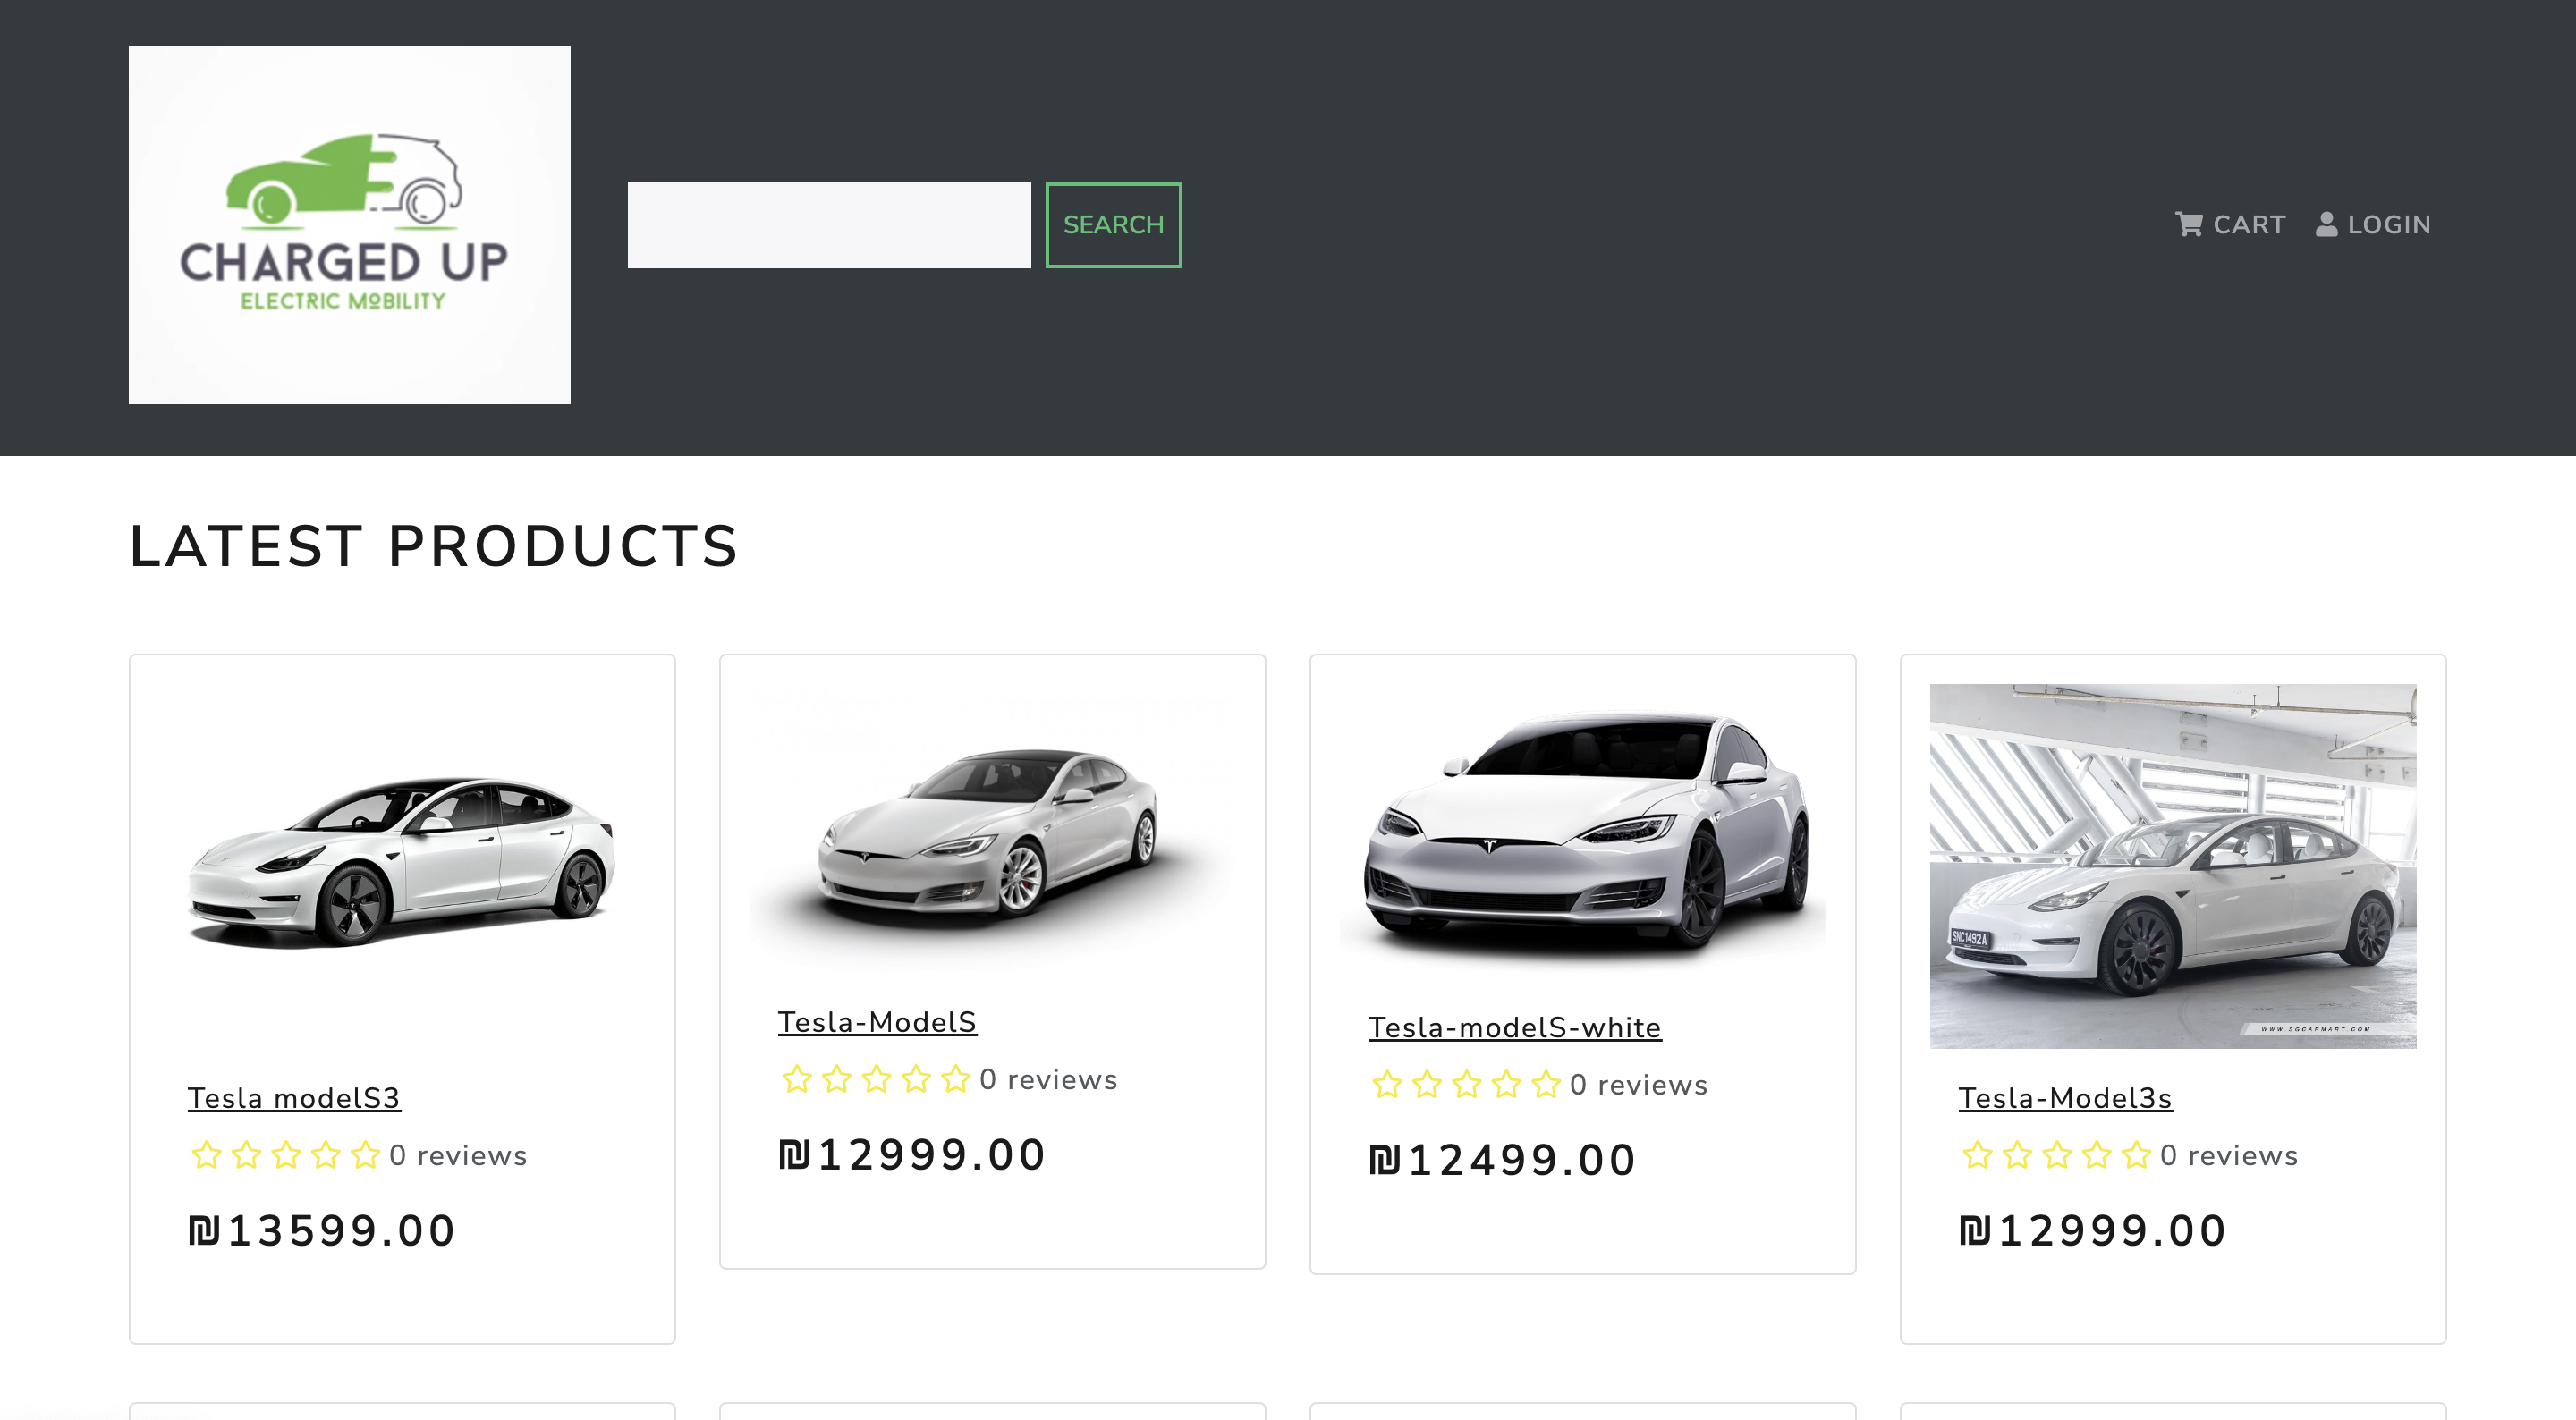 CHARGED UP
ELECTRIC MOBILITY
SEARCH
CART
LOGIN
LATEST PRODUCTS
Tesla modelS3
0 reviews
₪13599.00
Tesla-ModelS
0 reviews
₪12999.00
Tesla-modelS-white
0 reviews
₪12499.00
SNC1492A
WWW.SGCARMART.COM
Tesla-Model3s
0 reviews
₪12999.00